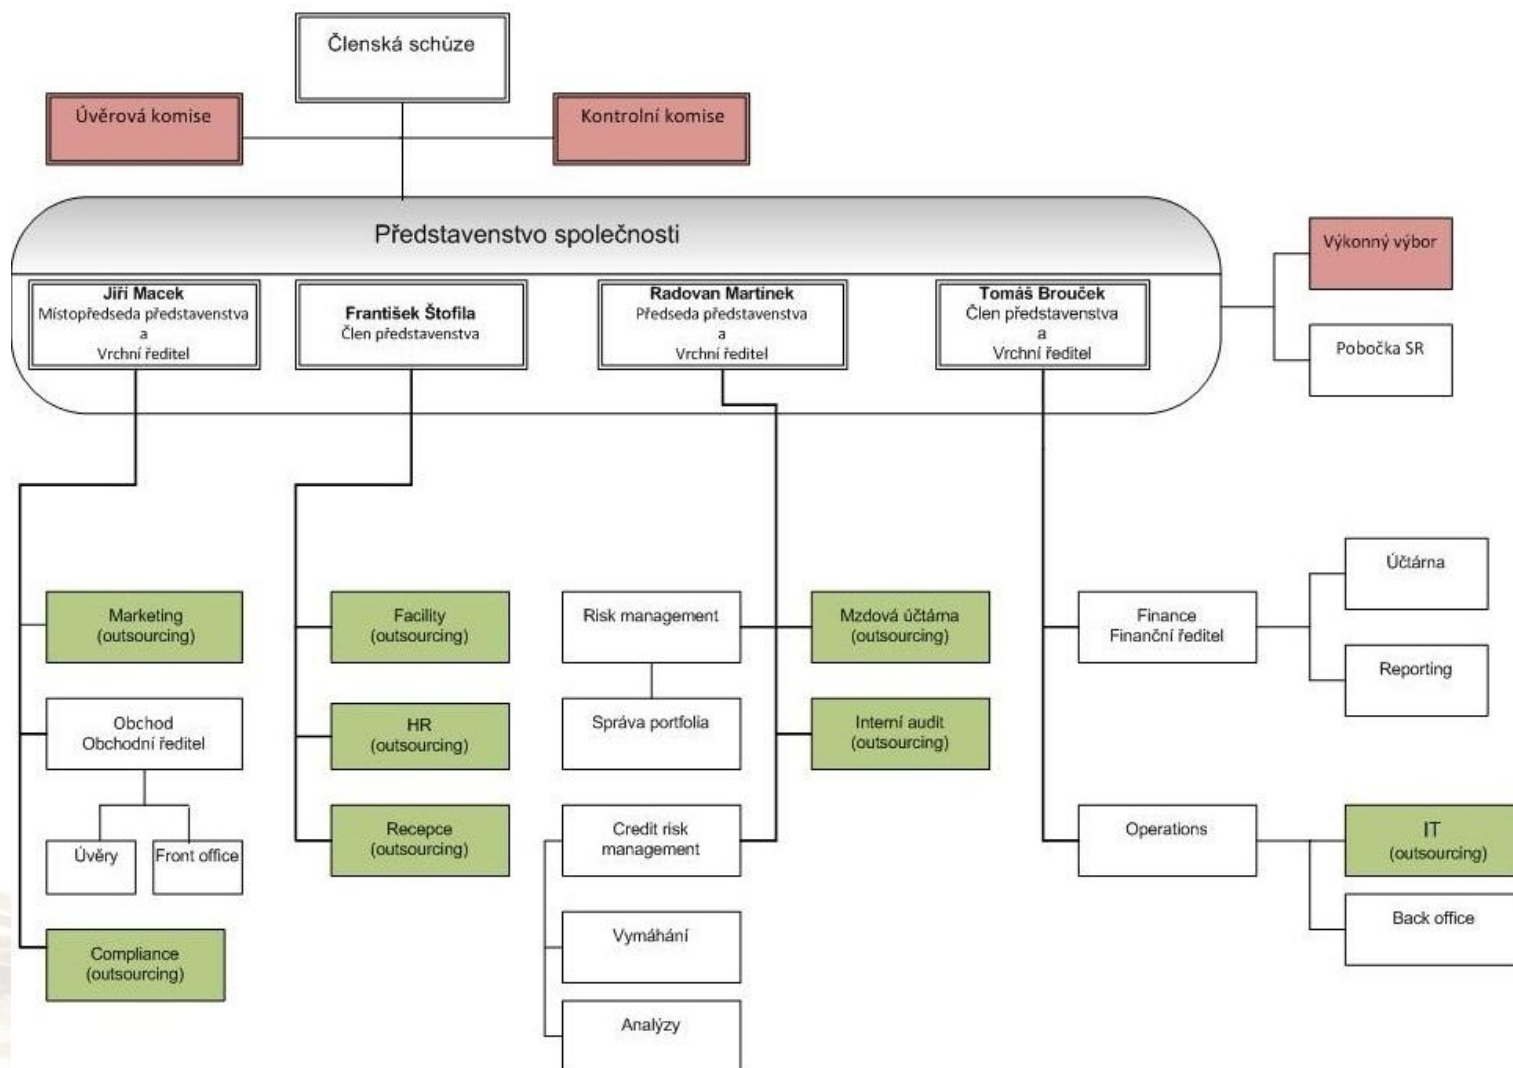 Členská schůze
Úvěrová komise
Kontrolní komise
Představenstvo společnosti
Výkonný výbor
Pobočka SR
Jiří Macek
Místopředseda představenstva
a
Vrchní ředitel
František Štofila
Člen představenstva
Radovan Martinek
Předseda představenstva
a
Vrchní ředitel
Tomáš Brouček
Člen představenstva
a
Vrchní ředitel
Marketing
(outsourcing)
Obchod
Obchodní ředitel
Úvěry
Front office
Compliance
(outsourcing)
Facility
(outsourcing)
HR
(outsourcing)
Recepce
(outsourcing)
Risk management
Správa portfolia
Credit risk
management
Vymáhání
Analýzy
Mzdová účtárna
(outsourcing)
Interní audit
(outsourcing)
Finance
Finanční ředitel
Účtárna
Reporting
Operations
IT
(outsourcing)
Back office